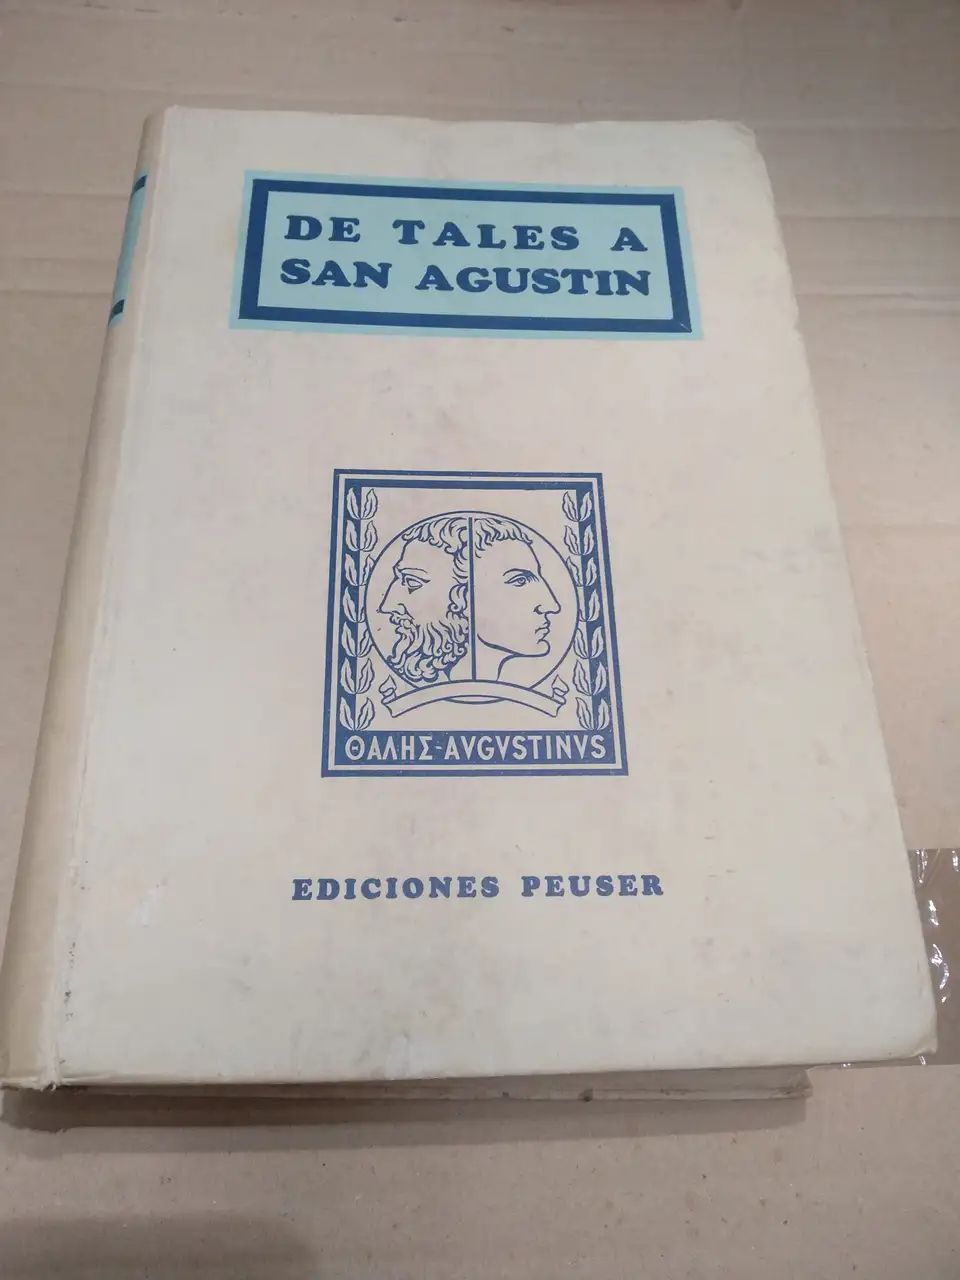 DE TALES A
SAN AGUSTIN
ΘΑΛΗΣ-AVGVSTINVS
EDICIONES PEUSER